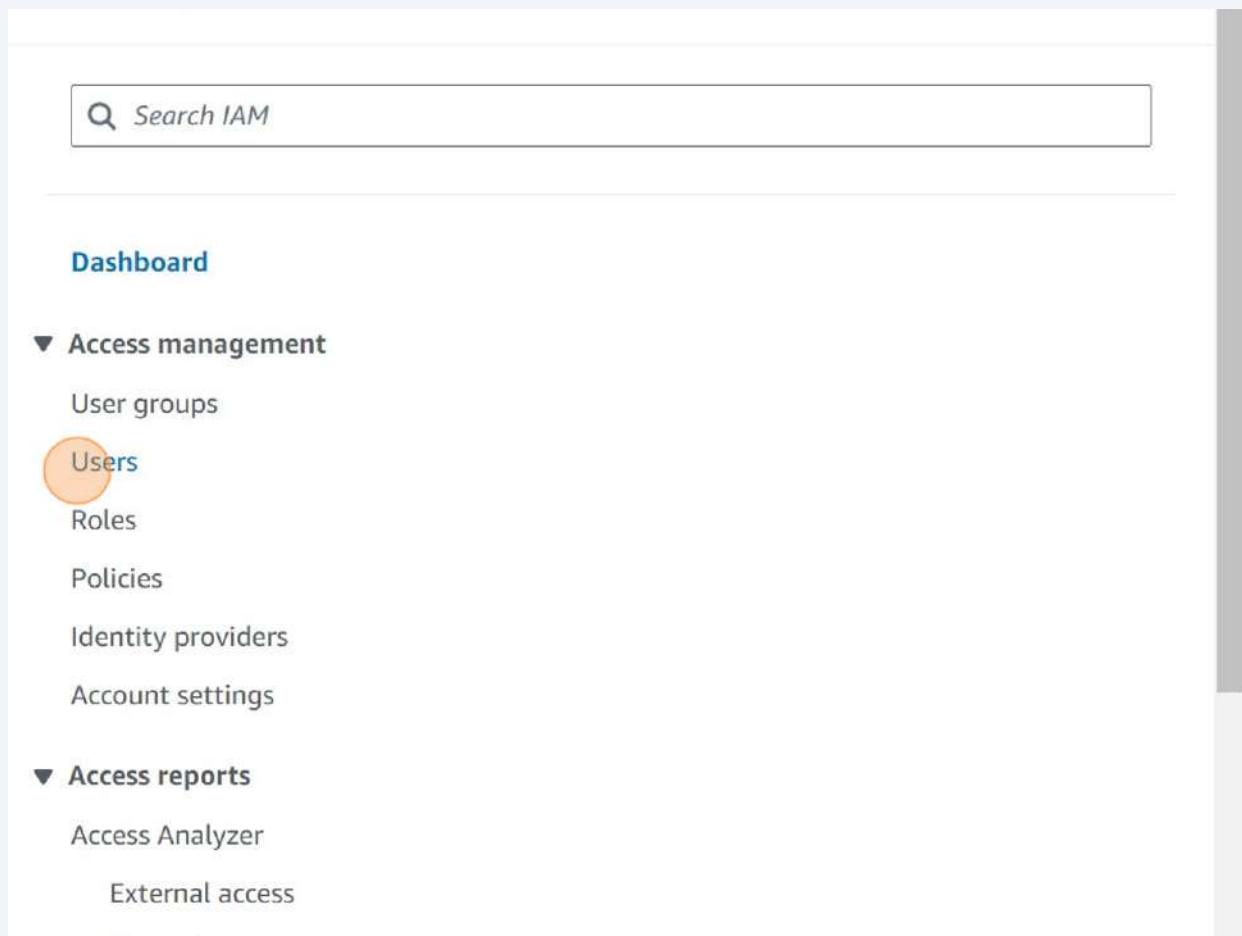 Search IAM
Dashboard
Access management
User groups
Users
Roles
Policies
Identity providers
Account settings
Access reports
Access Analyzer
External access